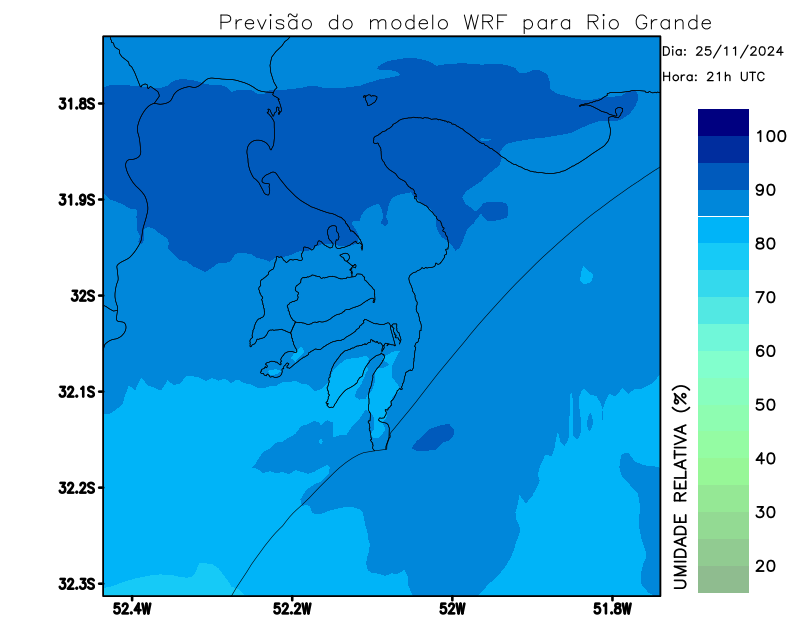 Previsão do modelo WRF para Rio Grande
Dia: 25/11/2024
Hora: 21h UTC
31.8S
31.9S
32S
32.1S
32.2S
32.3S
52.4W 52.2W 52W 51.8W
UMIDADE RELATIVA (%)
100
90
80
70
60
50
40
30
20